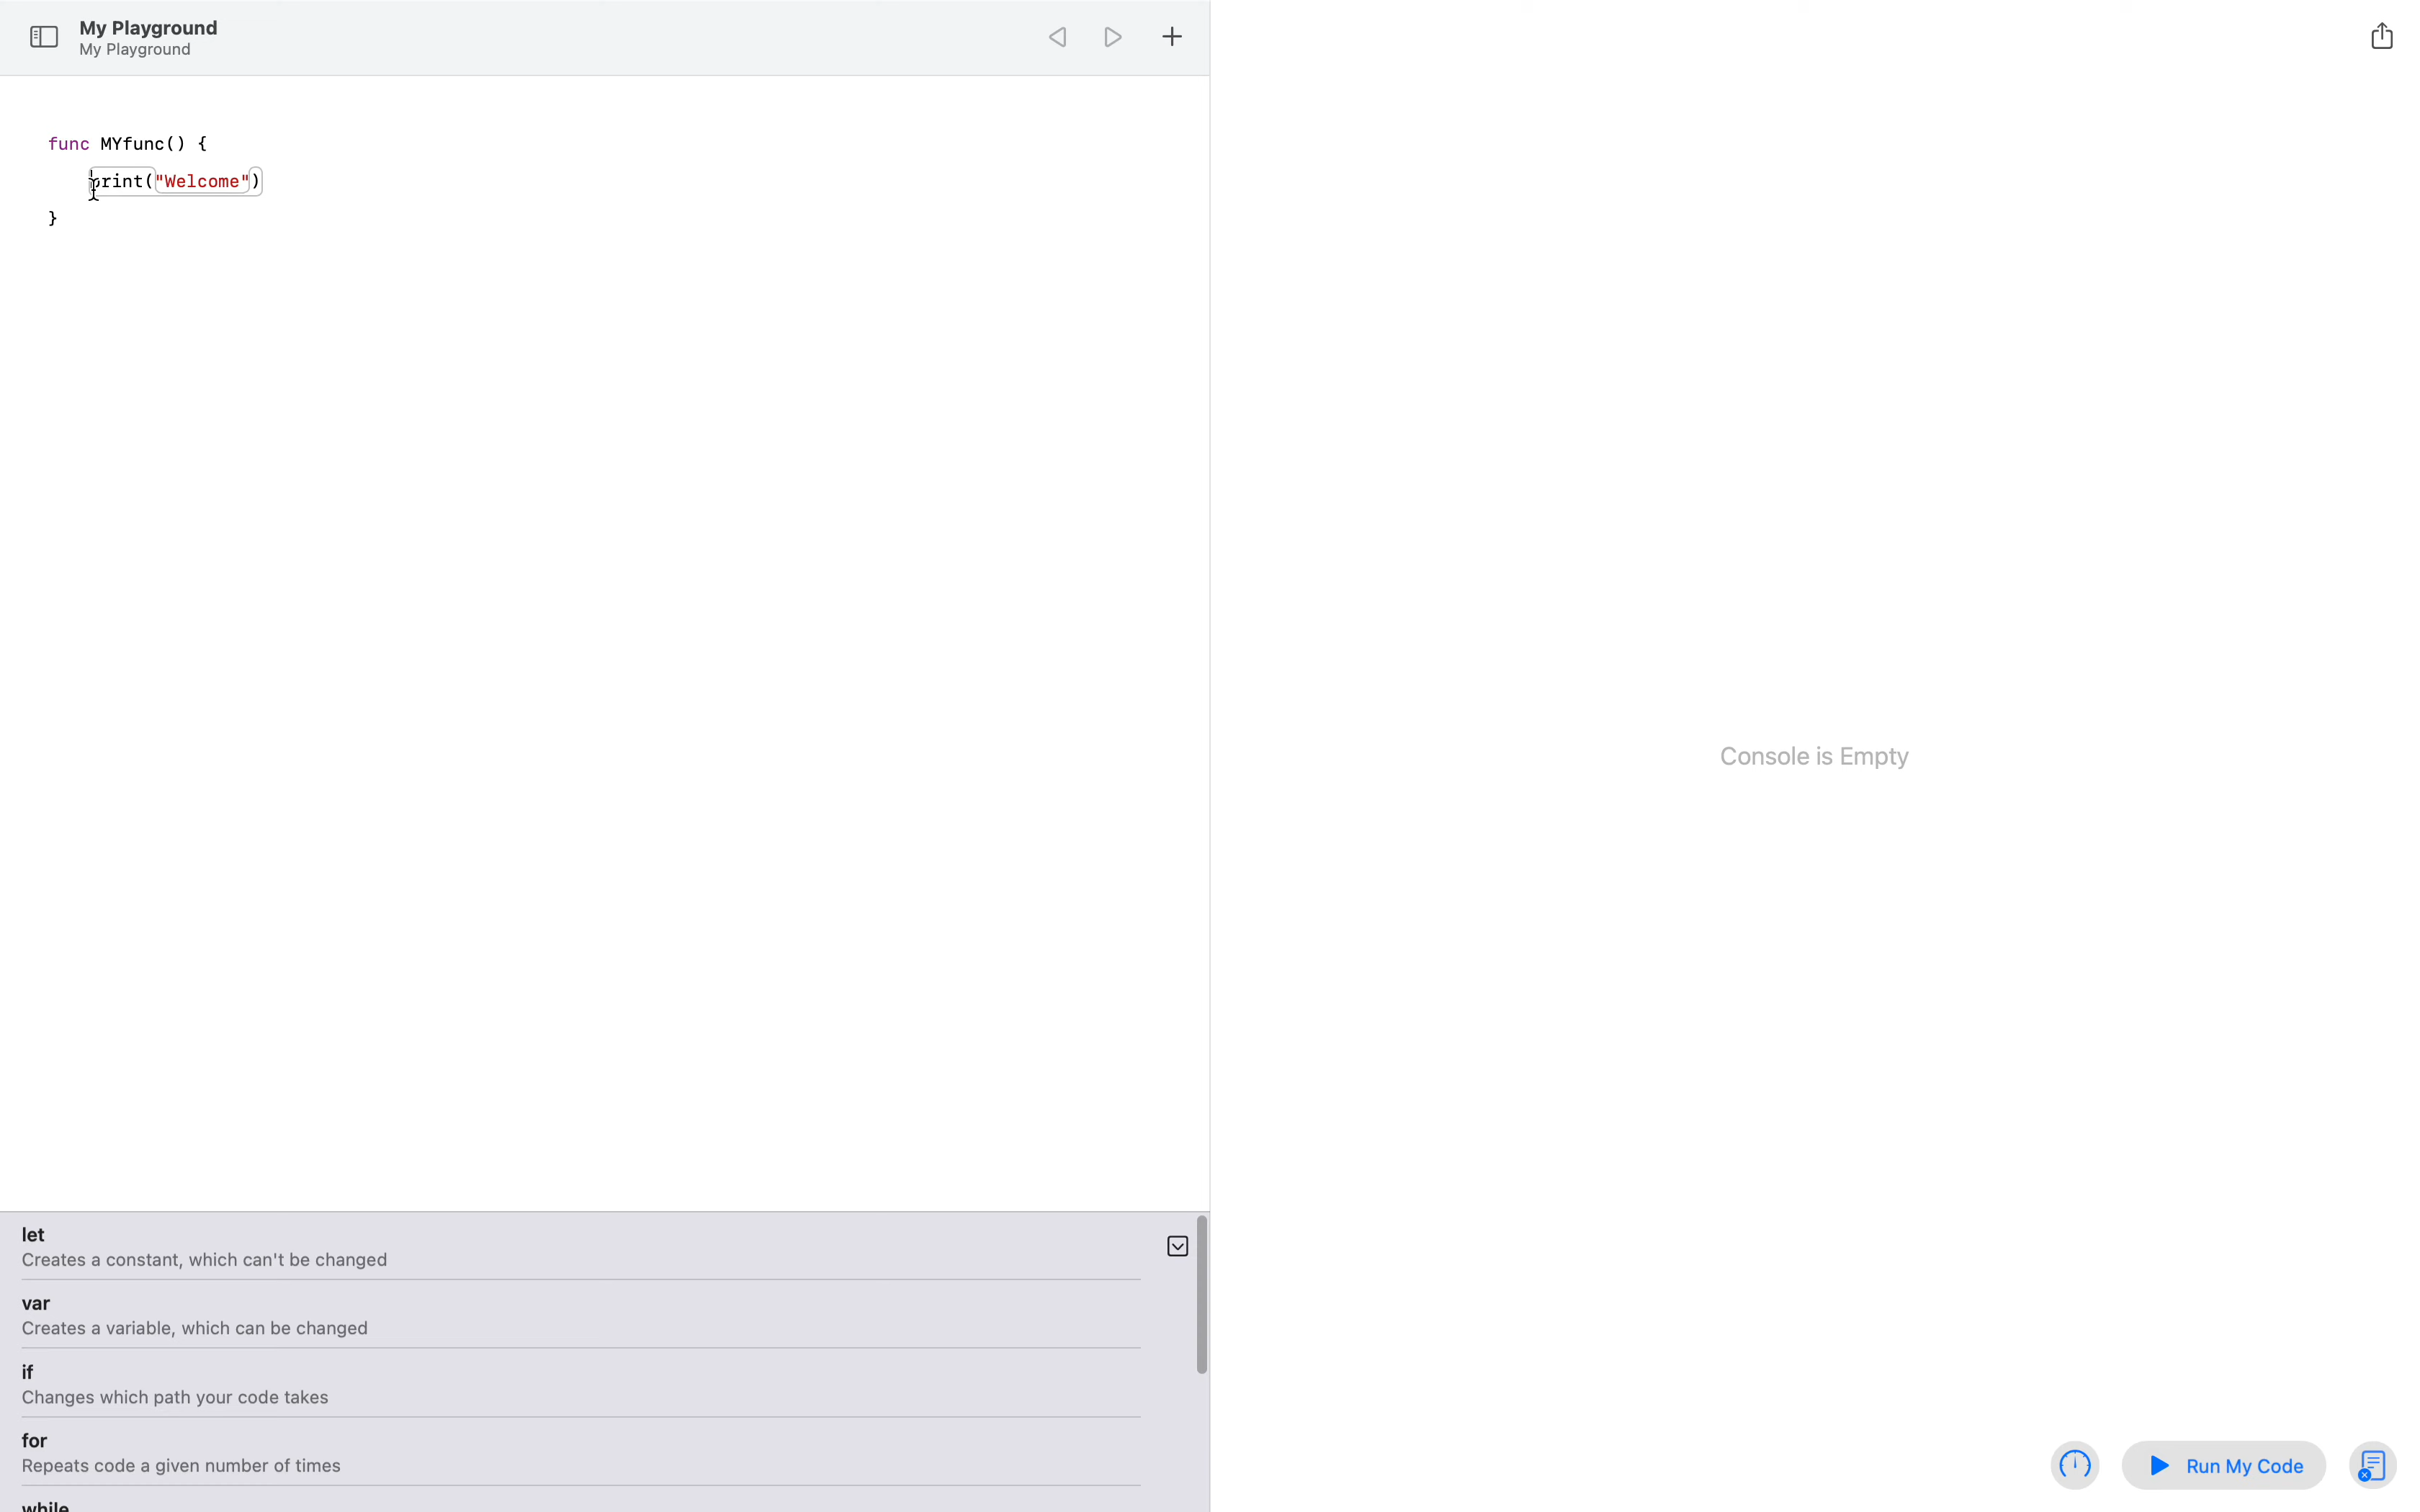 My Playground
My Playground
func MYfunc() {
print("Welcome")
}
Console is Empty
let
Creates a constant, which can't be changed
var
Creates a variable, which can be changed
if
Changes which path your code takes
for
Repeats code a given number of times
while
Run My Code